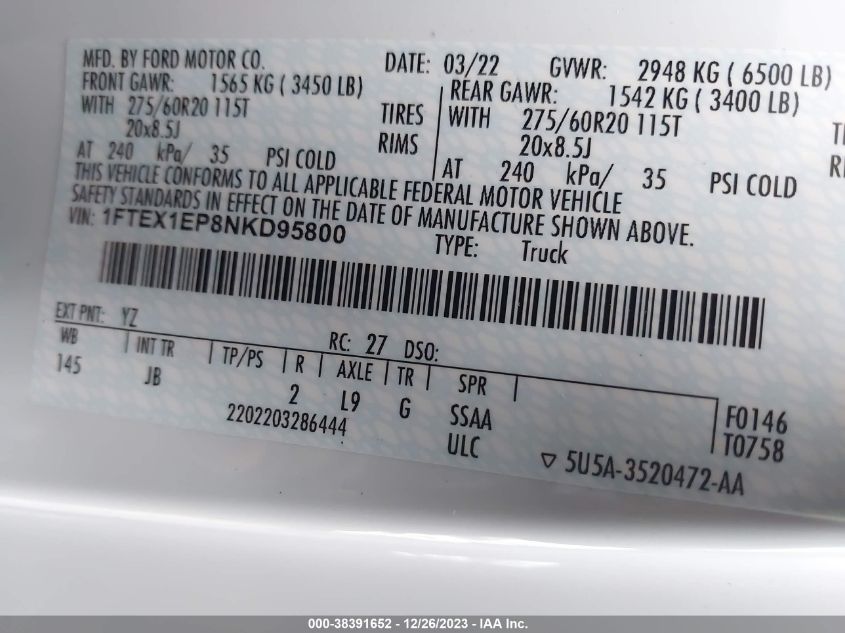 MFD. BY FORD MOTOR CO. DATE: 03/22 GVWR: 2948 KG ( 6500 LB)
FRONT GAWR: 1565 KG ( 3450 LB) REAR GAWR: 1542 KG ( 3400 LB)
WITH 275/60R20 115T TIRES WITH 275/60R20 115T
20x8.5J RIMS 20x8.5J
AT 240 kPa/ 35 PSI COLD AT 240 kPa/ 35 PSI COLD
THIS VEHICLE CONFORMS TO ALL APPLICABLE FEDERAL MOTOR VEHICLE
SAFETY STANDARDS IN EFFECT ON THE DATE OF MANUFACTURE SHOWN ABOVE.
VIN: 1FTEX1EP8NKD95800 TYPE: Truck
EXT PNT: YZ RC: 27 DSO:
WB INT TR TP/PS R AXLE TR SPR
145 JB 2 L9 G SSAA F0146
2202203286444 ULC T0758
5U5A-3520472-AA
000-38391652 - 12/26/2023 - IAA Inc.